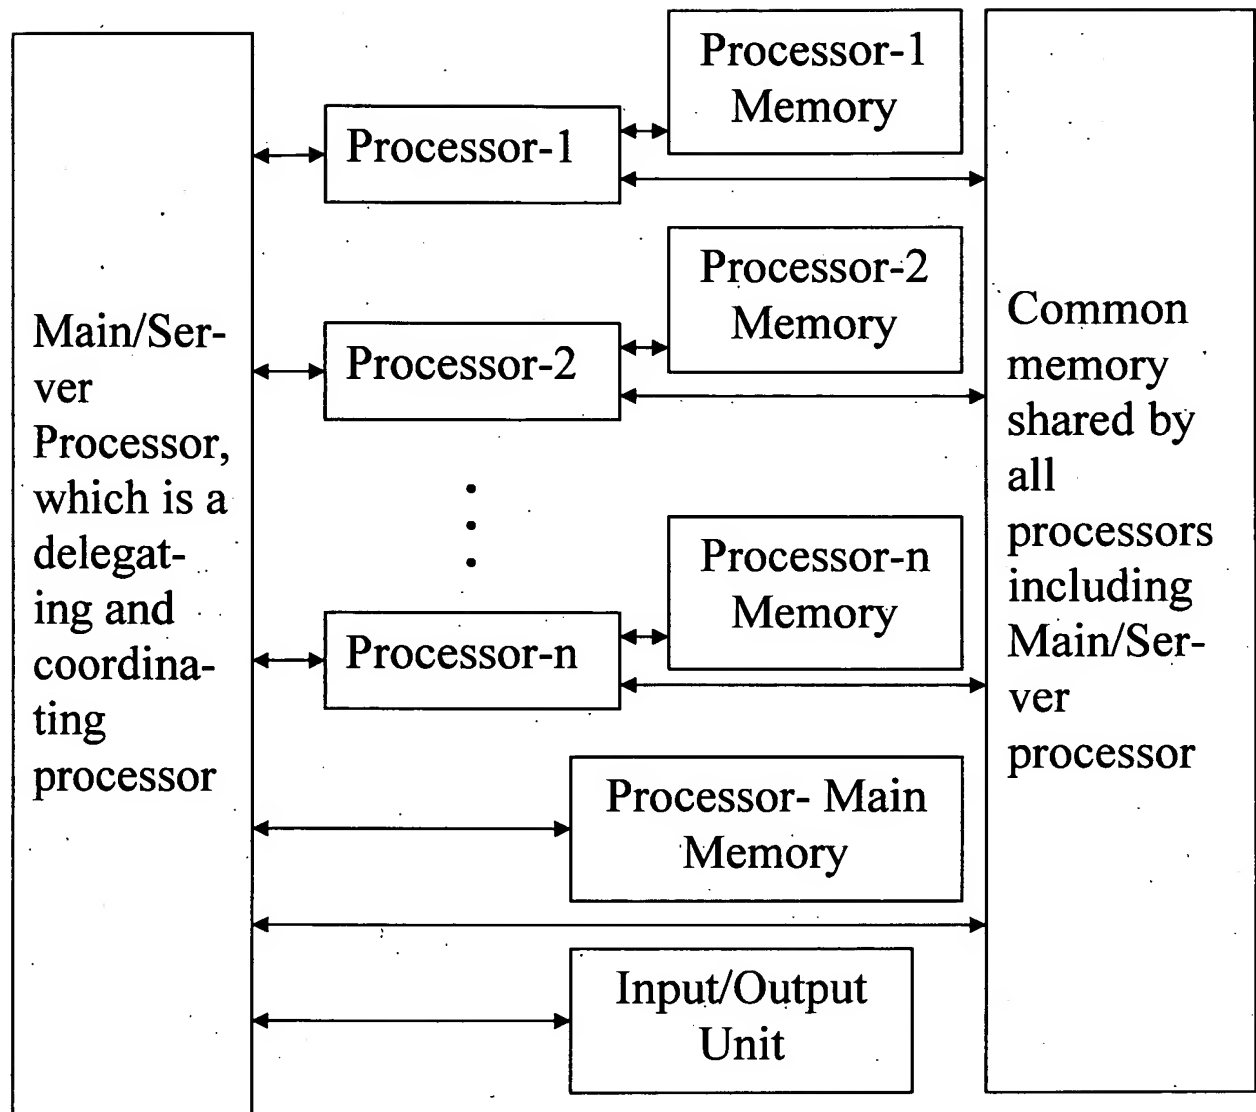 Main/Ser-
ver
Processor,
which is a
delegat-
ing and
coordina-
ting
processor
Processor-1
Processor-1
Memory
Processor-2
Processor-2
Memory
Processor-n
Processor-n
Memory
Processor- Main
Memory
Input/Output
Unit
Common
memory
shared by
all
processors
including
Main/Ser-
ver
processor